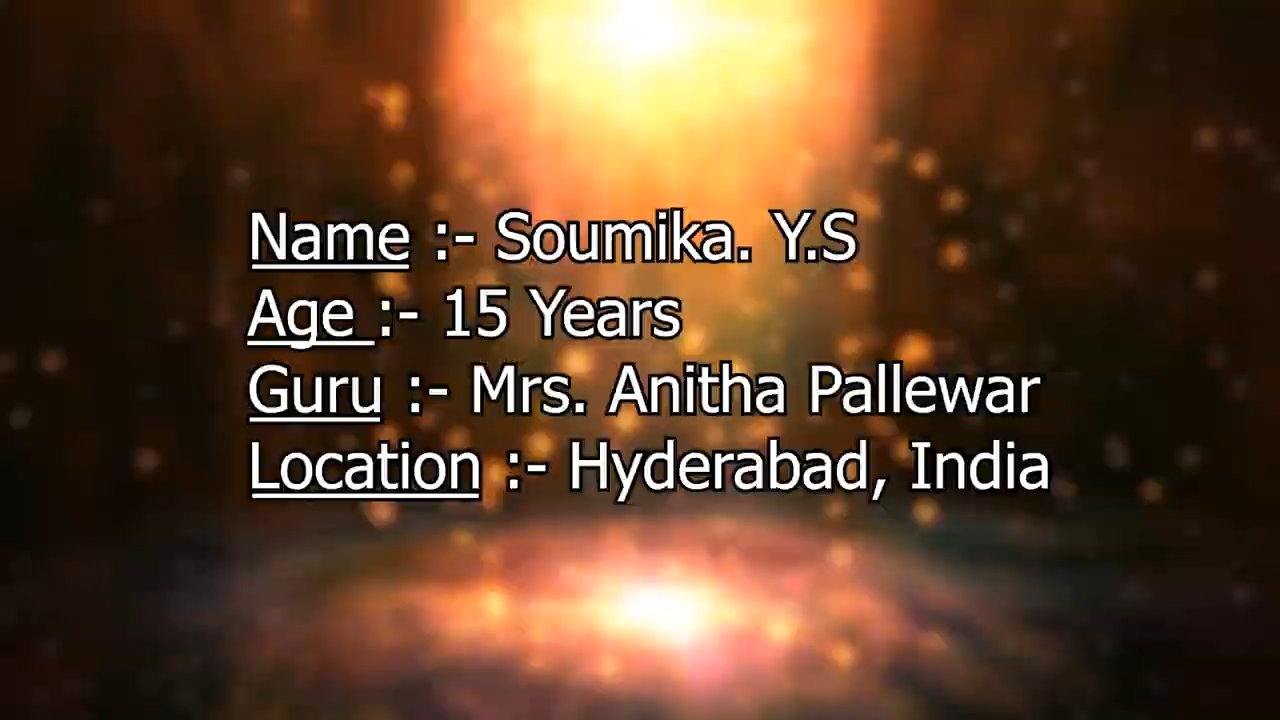 Name :- Soumika. Y.S
Age :- 15 Years
Guru :- Mrs. Anitha Pallewar
Location :- Hyderabad, India